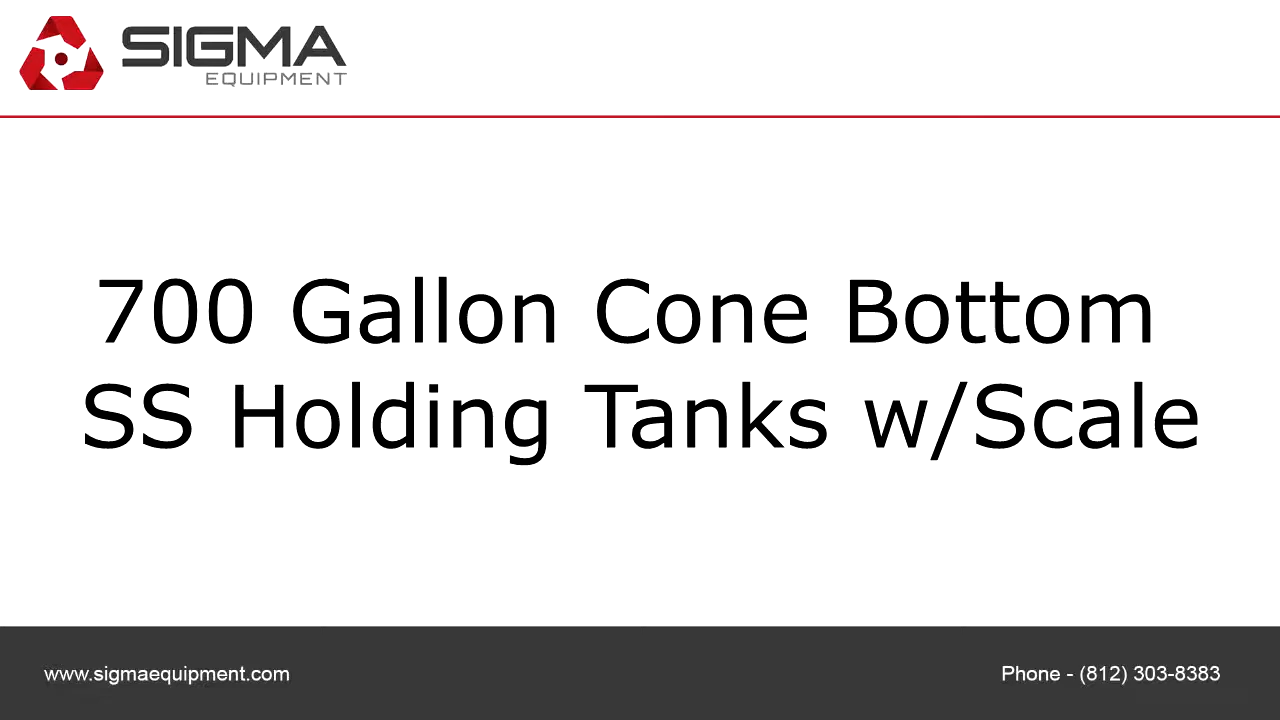 SIGMA
EQUIPMENT
700 Gallon Cone Bottom
SS Holding Tanks w/Scale
www.sigmaequipment.com
Phone - (812) 303-8383